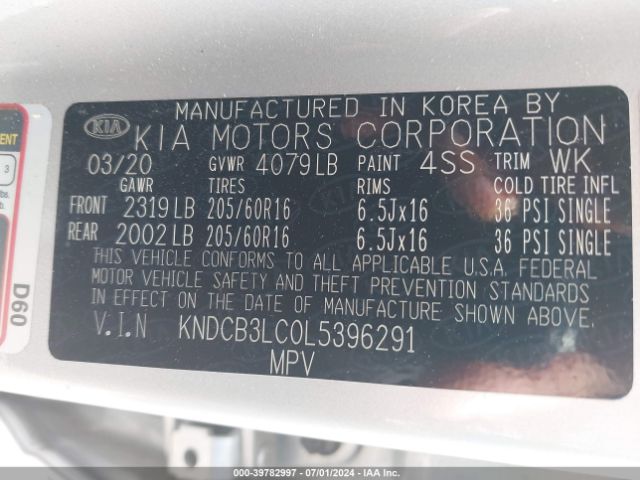 MANUFACTURED IN KOREA BY
KIA KIA MOTORS CORPORATION
03/20 GVWR 4079LB PAINT 4SS TRIM WK
GAWR TIRES RIMS COLD TIRE INFL
FRONT 2319LB 205/60R16 6.5Jx16 36 PSI SINGLE
REAR 2002LB 205/60R16 6.5Jx16 36 PSI SINGLE
THIS VEHICLE CONFORMS TO ALL APPLICABLE U.S.A. FEDERAL
MOTOR VEHICLE SAFETY AND THEFT PREVENTION STANDARDS
IN EFFECT ON THE DATE OF MANUFACTURE SHOWN ABOVE.
V.I.N KNDCB3LC0L5396291
MPV
3
D60
000-39782997 - 07/01/2024 - IAA Inc.